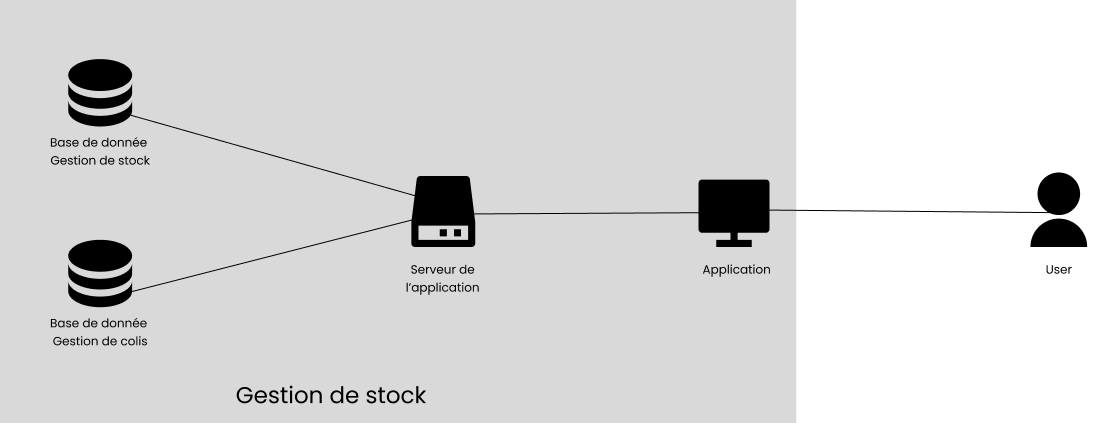 Base de donnée
Gestion de stock
Serveur de
l'application
Application
User
Base de donnée
Gestion de colis
Gestion de stock